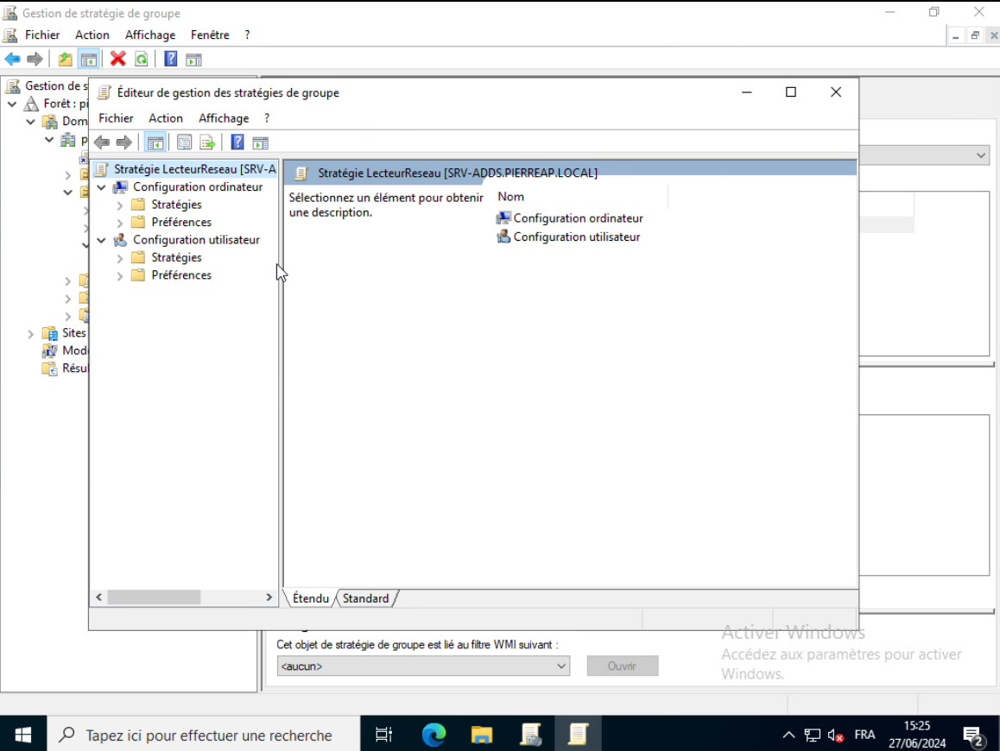 Gestion de stratégie de groupe
Fichier Action Affichage Fenêtre ?
Gestion de s
Forêt : pi
Dom
p
Sites
Mod
Résu
Éditeur de gestion des stratégies de groupe
Fichier Action Affichage ?
Stratégie LecteurReseau [SRV-A
Configuration ordinateur
Stratégies
Préférences
Configuration utilisateur
Stratégies
Préférences
Stratégie LecteurReseau [SRV-ADDS.PIERREAP.LOCAL]
Sélectionnez un élément pour obtenir
une description.
Nom
Configuration ordinateur
Configuration utilisateur
Étendu Standard
Cet objet de stratégie de groupe est lié au filtre WMI suivant :
<aucun> Ouvrir
Activer Windows
Accédez aux paramètres pour activer
Windows.
Tapez ici pour effectuer une recherche
FRA
15:25
27/06/2024
2